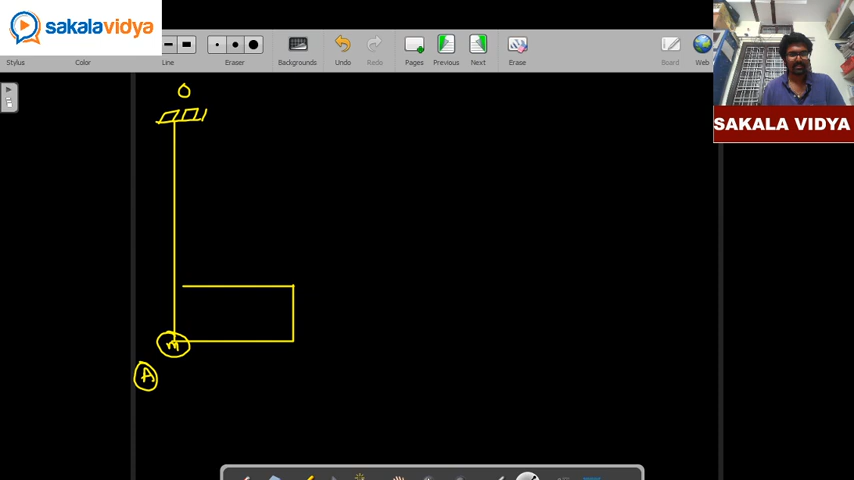 sakalavidya
Stylus
Color
Line
Eraser
Backgrounds
Undo
Redo
Pages
Previous
Next
Erase
Board
Web
SAKALA VIDYA
O
m
A